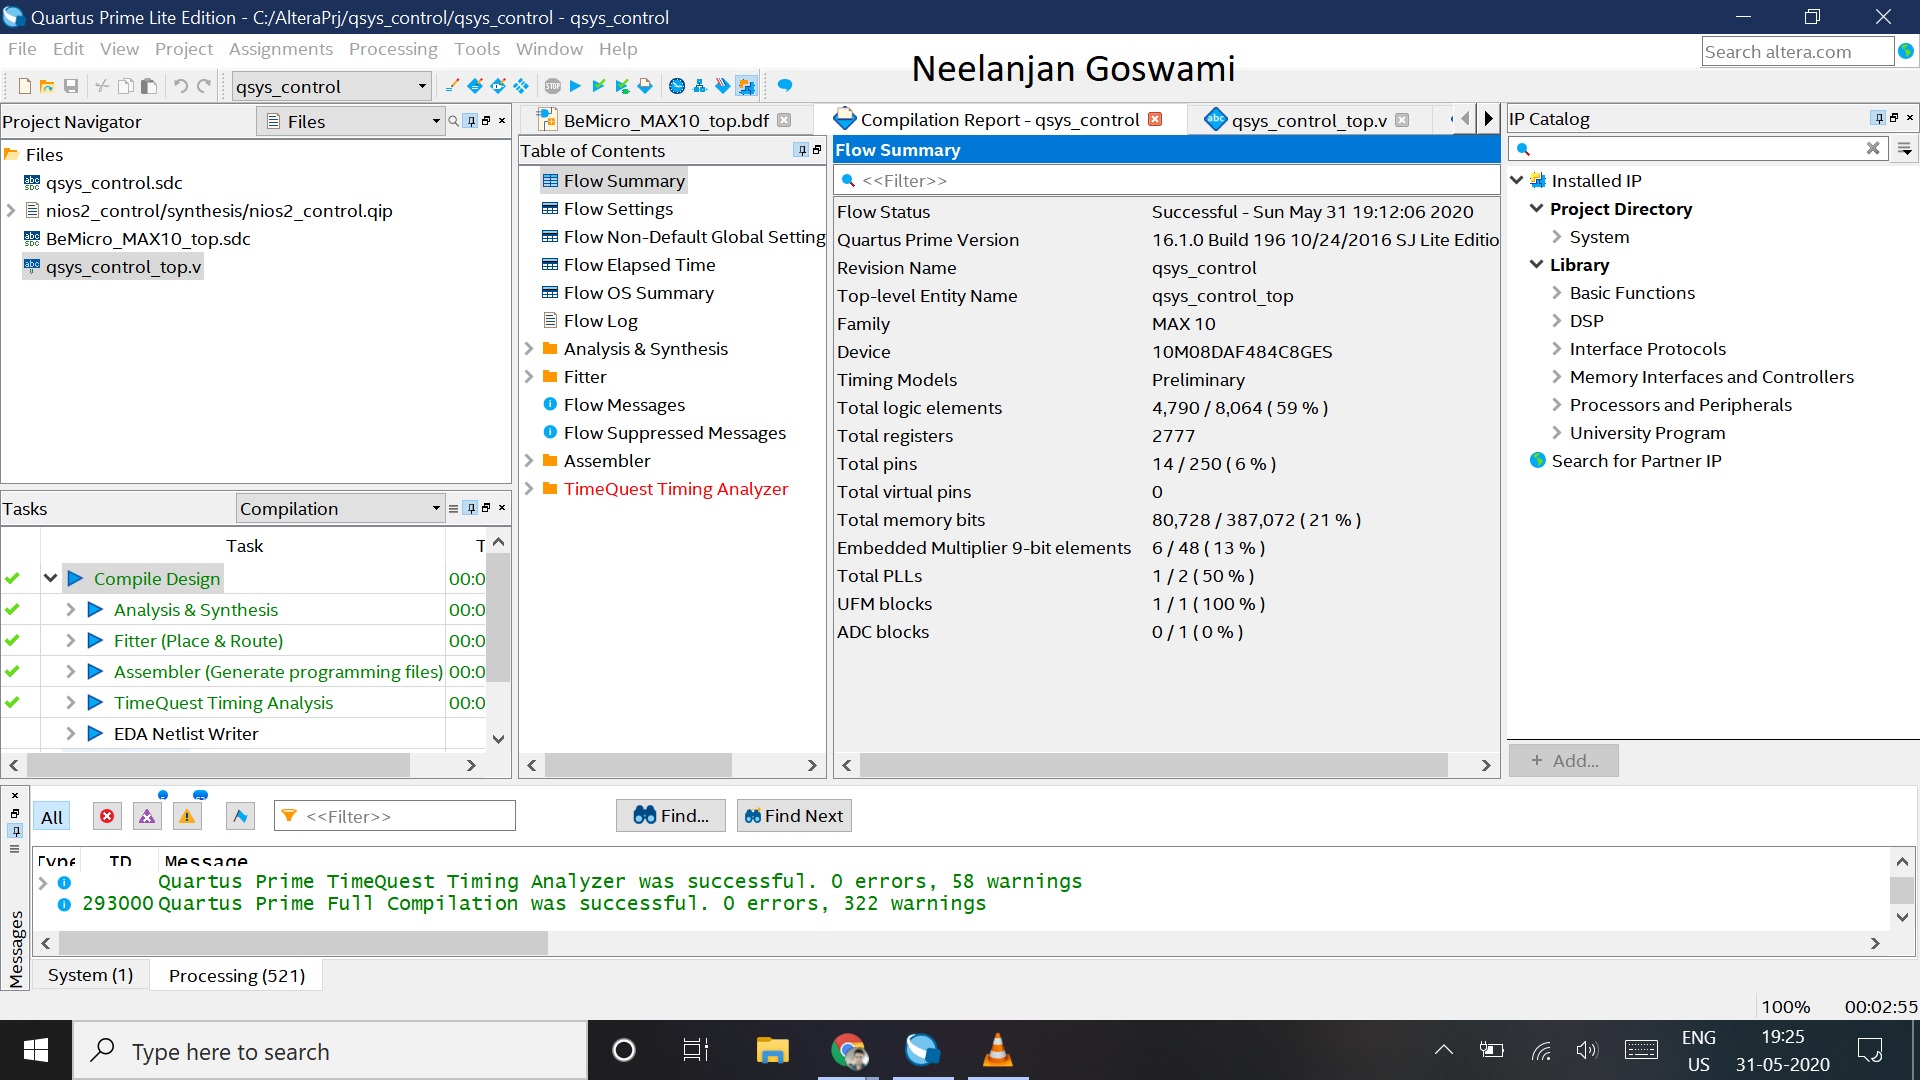 Quartus Prime Lite Edition - C:/AlteraPrj/qsys_control/qsys_control - qsys_control
File Edit View Project Assignments Processing Tools Window Help
Neelanjan Goswami
Search altera.com
qsys_control
Project Navigator
Files
Files
qsys_control.sdc
nios2_control/synthesis/nios2_control.qip
BeMicro_MAX10_top.sdc
qsys_control_top.v
Tasks
Compilation
Task
T
Compile Design 00:0
Analysis & Synthesis 00:0
Fitter (Place & Route) 00:0
Assembler (Generate programming files) 00:0
TimeQuest Timing Analysis 00:0
EDA Netlist Writer
BeMicro_MAX10_top.bdf
Compilation Report - qsys_control
qsys_control_top.v
Table of Contents
Flow Summary
Flow Settings
Flow Non-Default Global Setting
Flow Elapsed Time
Flow OS Summary
Flow Log
Analysis & Synthesis
Fitter
Flow Messages
Flow Suppressed Messages
Assembler
TimeQuest Timing Analyzer
Flow Summary
<<Filter>>
Flow Status Successful - Sun May 31 19:12:06 2020
Quartus Prime Version 16.1.0 Build 196 10/24/2016 SJ Lite Editio
Revision Name qsys_control
Top-level Entity Name qsys_control_top
Family MAX 10
Device 10M08DAF484C8GES
Timing Models Preliminary
Total logic elements 4,790 / 8,064 ( 59 % )
Total registers 2777
Total pins 14 / 250 ( 6 % )
Total virtual pins 0
Total memory bits 80,728 / 387,072 ( 21 % )
Embedded Multiplier 9-bit elements 6 / 48 ( 13 % )
Total PLLs 1 / 2 ( 50 % )
UFM blocks 1 / 1 ( 100 % )
ADC blocks 0 / 1 ( 0 % )
IP Catalog
Installed IP
Project Directory
System
Library
Basic Functions
DSP
Interface Protocols
Memory Interfaces and Controllers
Processors and Peripherals
University Program
Search for Partner IP
+ Add...
All
<<Filter>>
Find...
Find Next
Type ID Message
Quartus Prime TimeQuest Timing Analyzer was successful. 0 errors, 58 warnings
293000 Quartus Prime Full Compilation was successful. 0 errors, 322 warnings
Messages
System (1)
Processing (521)
100% 00:02:55
Type here to search
ENG
US
19:25
31-05-2020